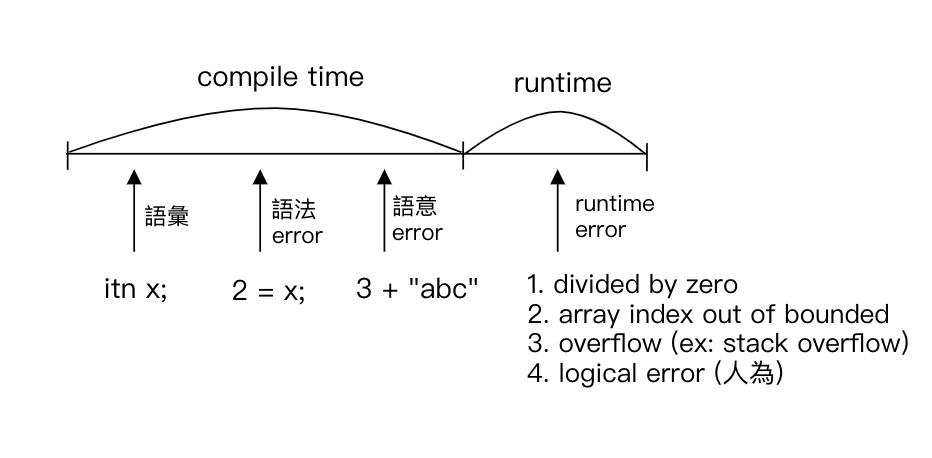 compile time
runtime
語彙
語法
error
語意
error
runtime
error
itn x;
2 = x;
3 + "abc"
1. divided by zero
2. array index out of bounded
3. overflow (ex: stack overflow)
4. logical error (人為)